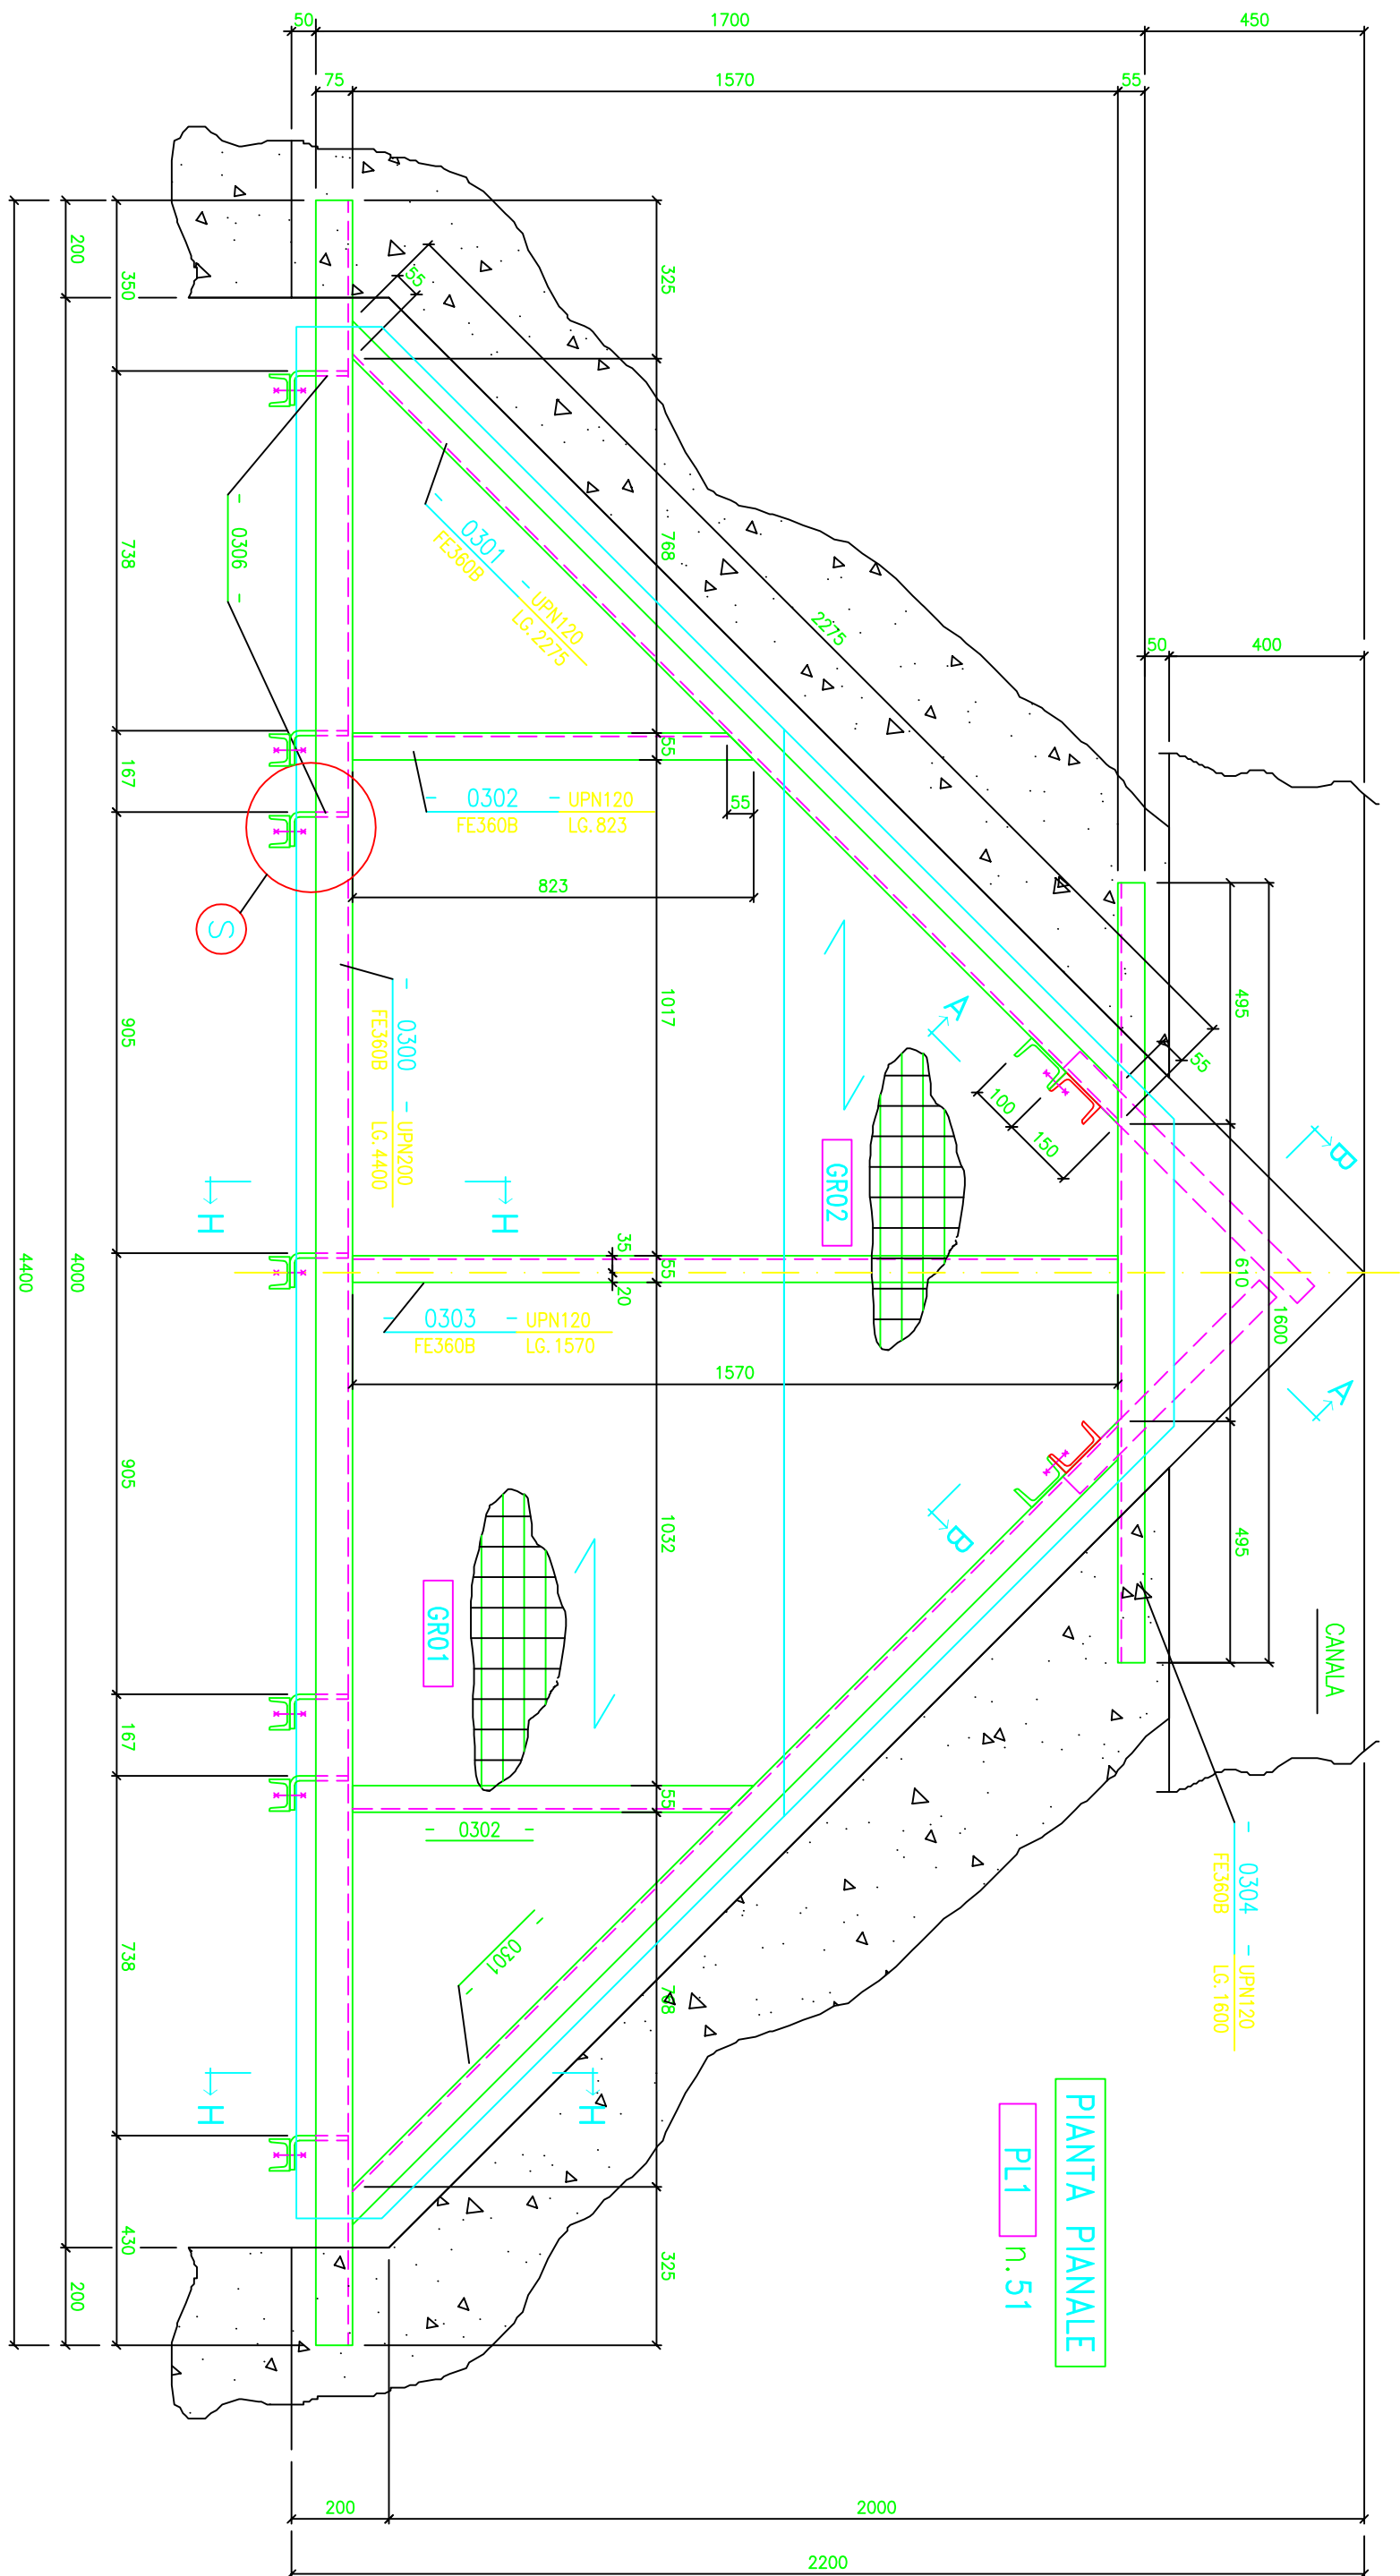 50
1700
450
75
1570
55
200
350
325
55
50
400
738
768
2275
- 0306 -
- 0301 - UPN120
FE360B LG.2275
167
55
- 0302 - UPN120
FE360B LG.823
55
823
S
905
1017
495
- 0300 - UPN200
FE360B LG.4400
A
55
100
150
B
GR02
H
H
35
55
20
610
1600
4400
4000
- 0303 - UPN120
FE360B LG.1570
1570
A
905
1032
B
495
GR01
CANALA
167
55
- 0302 -
- 0304 - UPN120
FE360B LG.1600
738
- 0301 -
768
H
H
PIANTA PIANALE
PL1 n.51
430
200
325
200
2000
2200